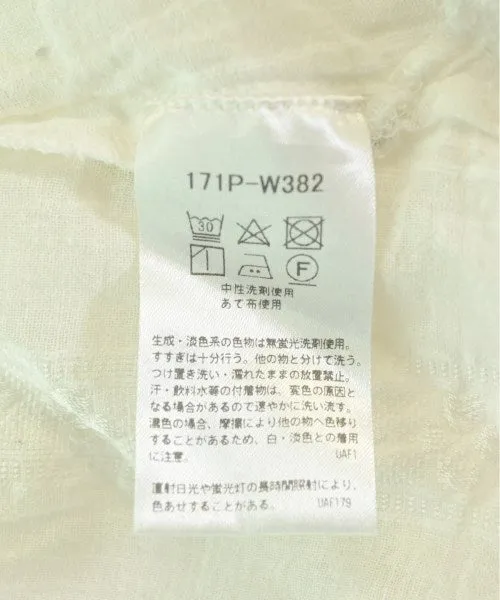 171P-W382
30
F
中性洗剤使用
あて布使用
生成・淡色系の色物は無蛍光洗剤使用。
すすぎは十分行う。他の物と分けて洗う。
つけ置き洗い・濡れたままの放置禁止。
汗・飲料水等の付着物は、変色の原因と
なる場合があるので速やかに洗い流す。
濃色の場合、摩擦により他の物へ色移り
することがあるため、白・淡色との着用
に注意。 UAF1
直射日光や蛍光灯の長時間照射により、
色あせすることがある。 UAF179